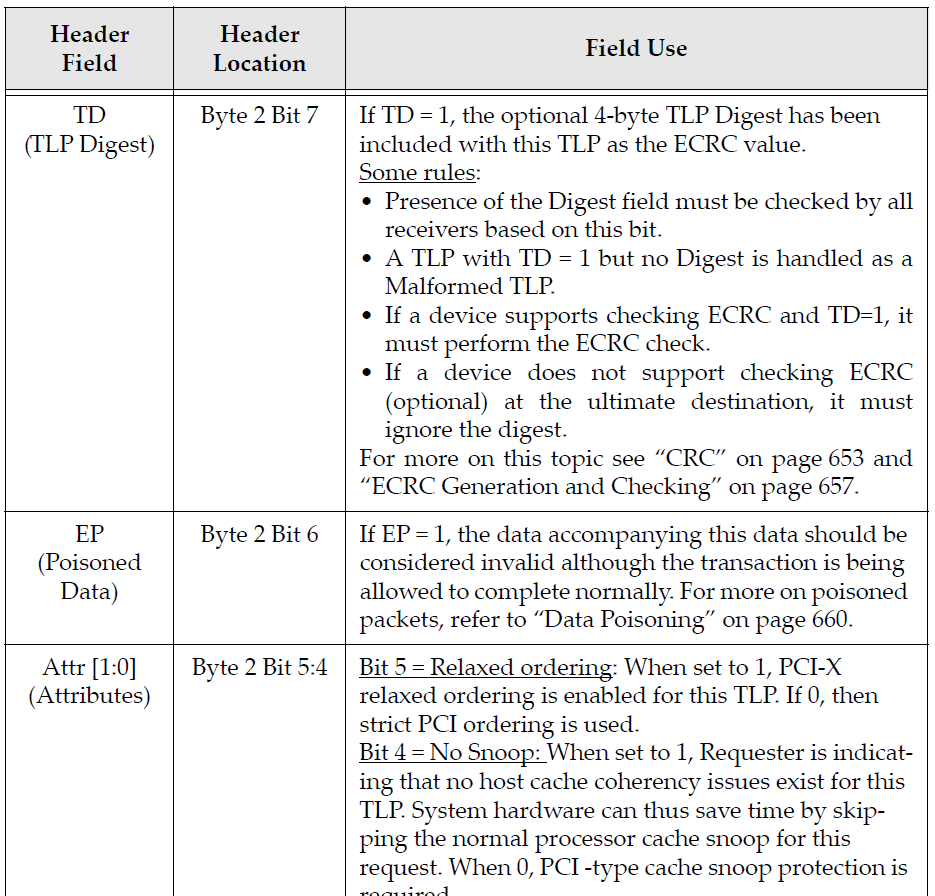 Header Field
Header Location
Field Use
TD
(TLP Digest)
Byte 2 Bit 7
If TD = 1, the optional 4-byte TLP Digest has been
included with this TLP as the ECRC value.
Some rules:
• Presence of the Digest field must be checked by all
receivers based on this bit.
• A TLP with TD = 1 but no Digest is handled as a
Malformed TLP.
• If a device supports checking ECRC and TD=1, it
must perform the ECRC check.
• If a device does not support checking ECRC
(optional) at the ultimate destination, it must
ignore the digest.
For more on this topic see “CRC” on page 653 and
“ECRC Generation and Checking” on page 657.
EP
(Poisoned
Data)
Byte 2 Bit 6
If EP = 1, the data accompanying this data should be
considered invalid although the transaction is being
allowed to complete normally. For more on poisoned
packets, refer to “Data Poisoning” on page 660.
Attr [1:0]
(Attributes)
Byte 2 Bit 5:4
Bit 5 = Relaxed ordering: When set to 1, PCI-X
relaxed ordering is enabled for this TLP. If 0, then
strict PCI ordering is used.
Bit 4 = No Snoop: When set to 1, Requester is indicat-
ing that no host cache coherency issues exist for this
TLP. System hardware can thus save time by skip-
ping the normal processor cache snoop for this
request. When 0, PCI -type cache snoop protection is
required.